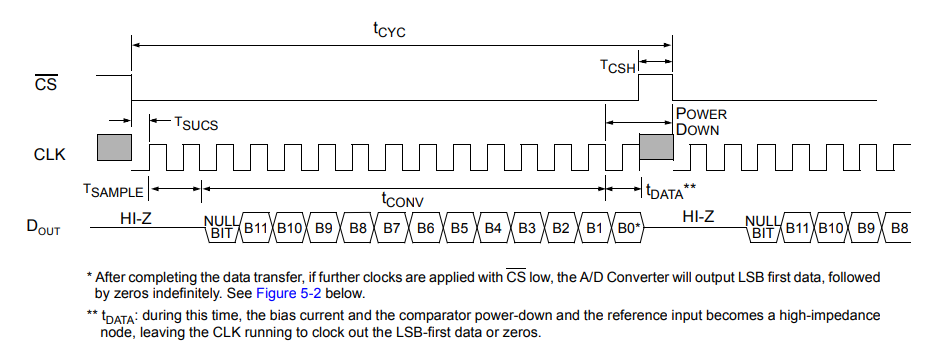 tCYC
TCSH
CS
POWER
DOWN
TSUCS
CLK
TSAMPLE
tCONV
tDATA**
HI-Z
HI-Z
DOUT
NULL BIT B11 B10 B9 B8 B7 B6 B5 B4 B3 B2 B1 B0* NULL BIT B11 B10 B9 B8
* After completing the data transfer, if further clocks are applied with CS low, the A/D Converter will output LSB first data, followed
by zeros indefinitely. See Figure 5-2 below.
** tDATA: during this time, the bias current and the comparator power-down and the reference input becomes a high-impedance
node, leaving the CLK running to clock out the LSB-first data or zeros.